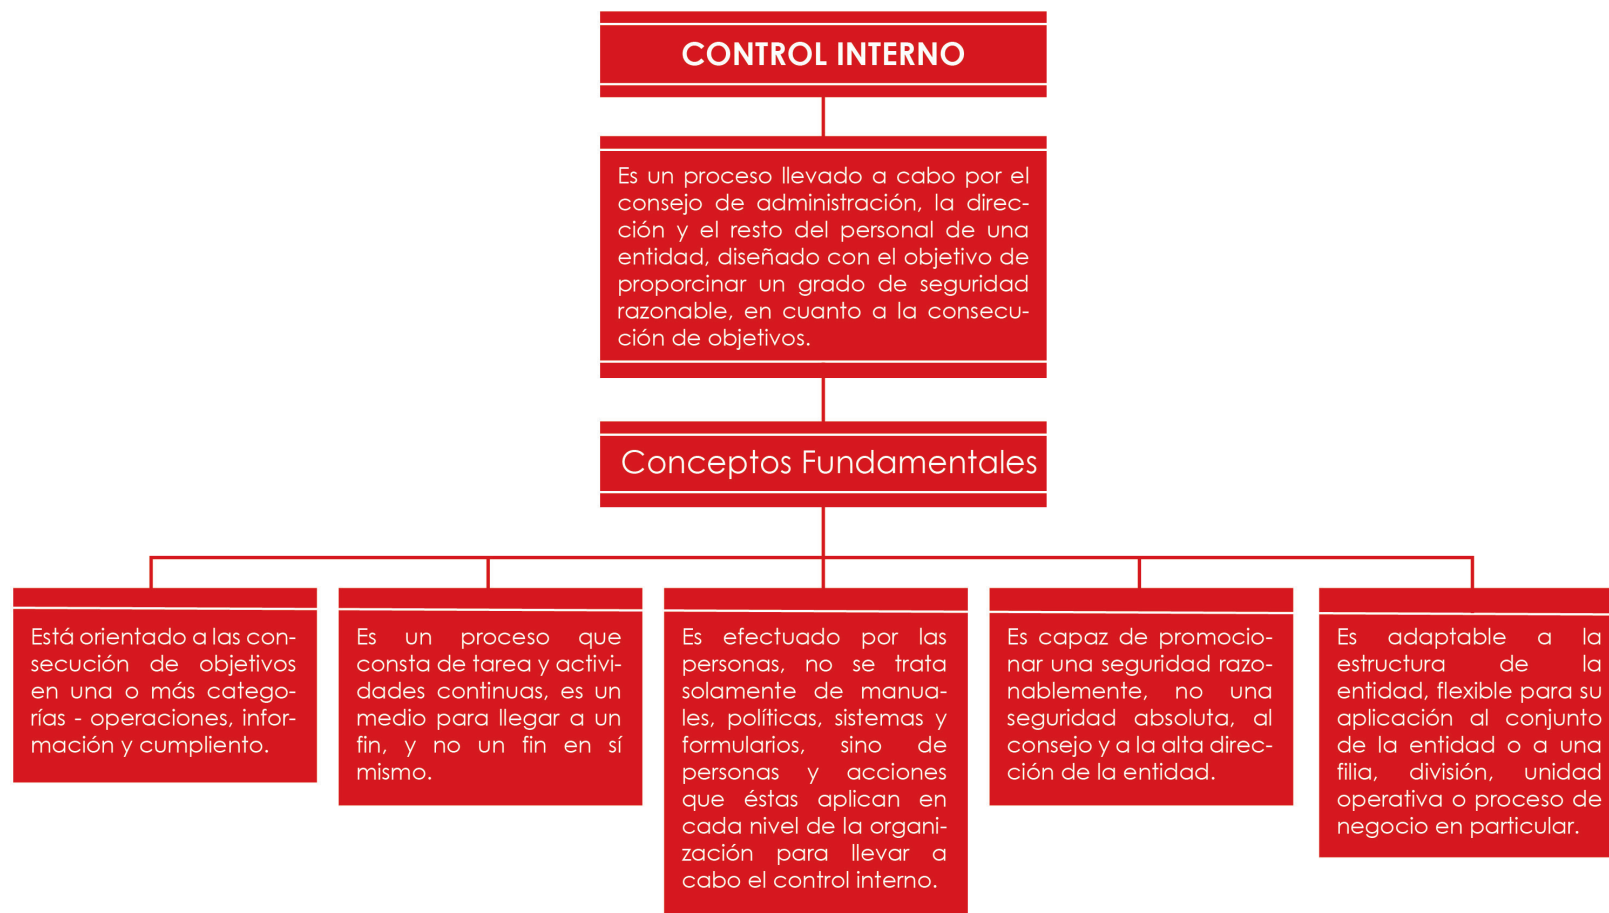 CONTROL INTERNO
Es un proceso llevado a cabo por el
consejo de administración, la direc-
ción y el resto del personal de una
entidad, diseñado con el objetivo de
proporcinar un grado de seguridad
razonable, en cuanto a la consecu-
ción de objetivos.
Conceptos Fundamentales
Está orientado a las con-
secución de objetivos
en una o más catego-
rías - operaciones, infor-
mación y cumpliento.
Es un proceso que
consta de tarea y activi-
dades continuas, es un
medio para llegar a un
fin, y no un fin en sí
mismo.
Es efectuado por las
personas, no se trata
solamente de manua-
les, políticas, sistemas y
formularios, sino de
personas y acciones
que éstas aplican en
cada nivel de la organi-
zación para llevar a
cabo el control interno.
Es capaz de promocio-
nar una seguridad razo-
nablemente, no una
seguridad absoluta, al
consejo y a la alta direc-
ción de la entidad.
Es adaptable a la
estructura de la
entidad, flexible para su
aplicación al conjunto
de la entidad o a una
filia, división, unidad
operativa o proceso de
negocio en particular.